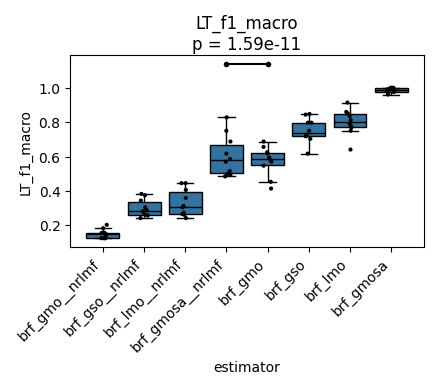 LT_f1_macro
p = 1.59e-11
LT_f1_macro
1.0
0.8
0.6
0.4
0.2
brf_gmo__nrlmf
brf_gso__nrlmf
brf_lmo__nrlmf
brf_gmosa__nrlmf
brf_gmo
brf_gso
brf_lmo
brf_gmosa
estimator